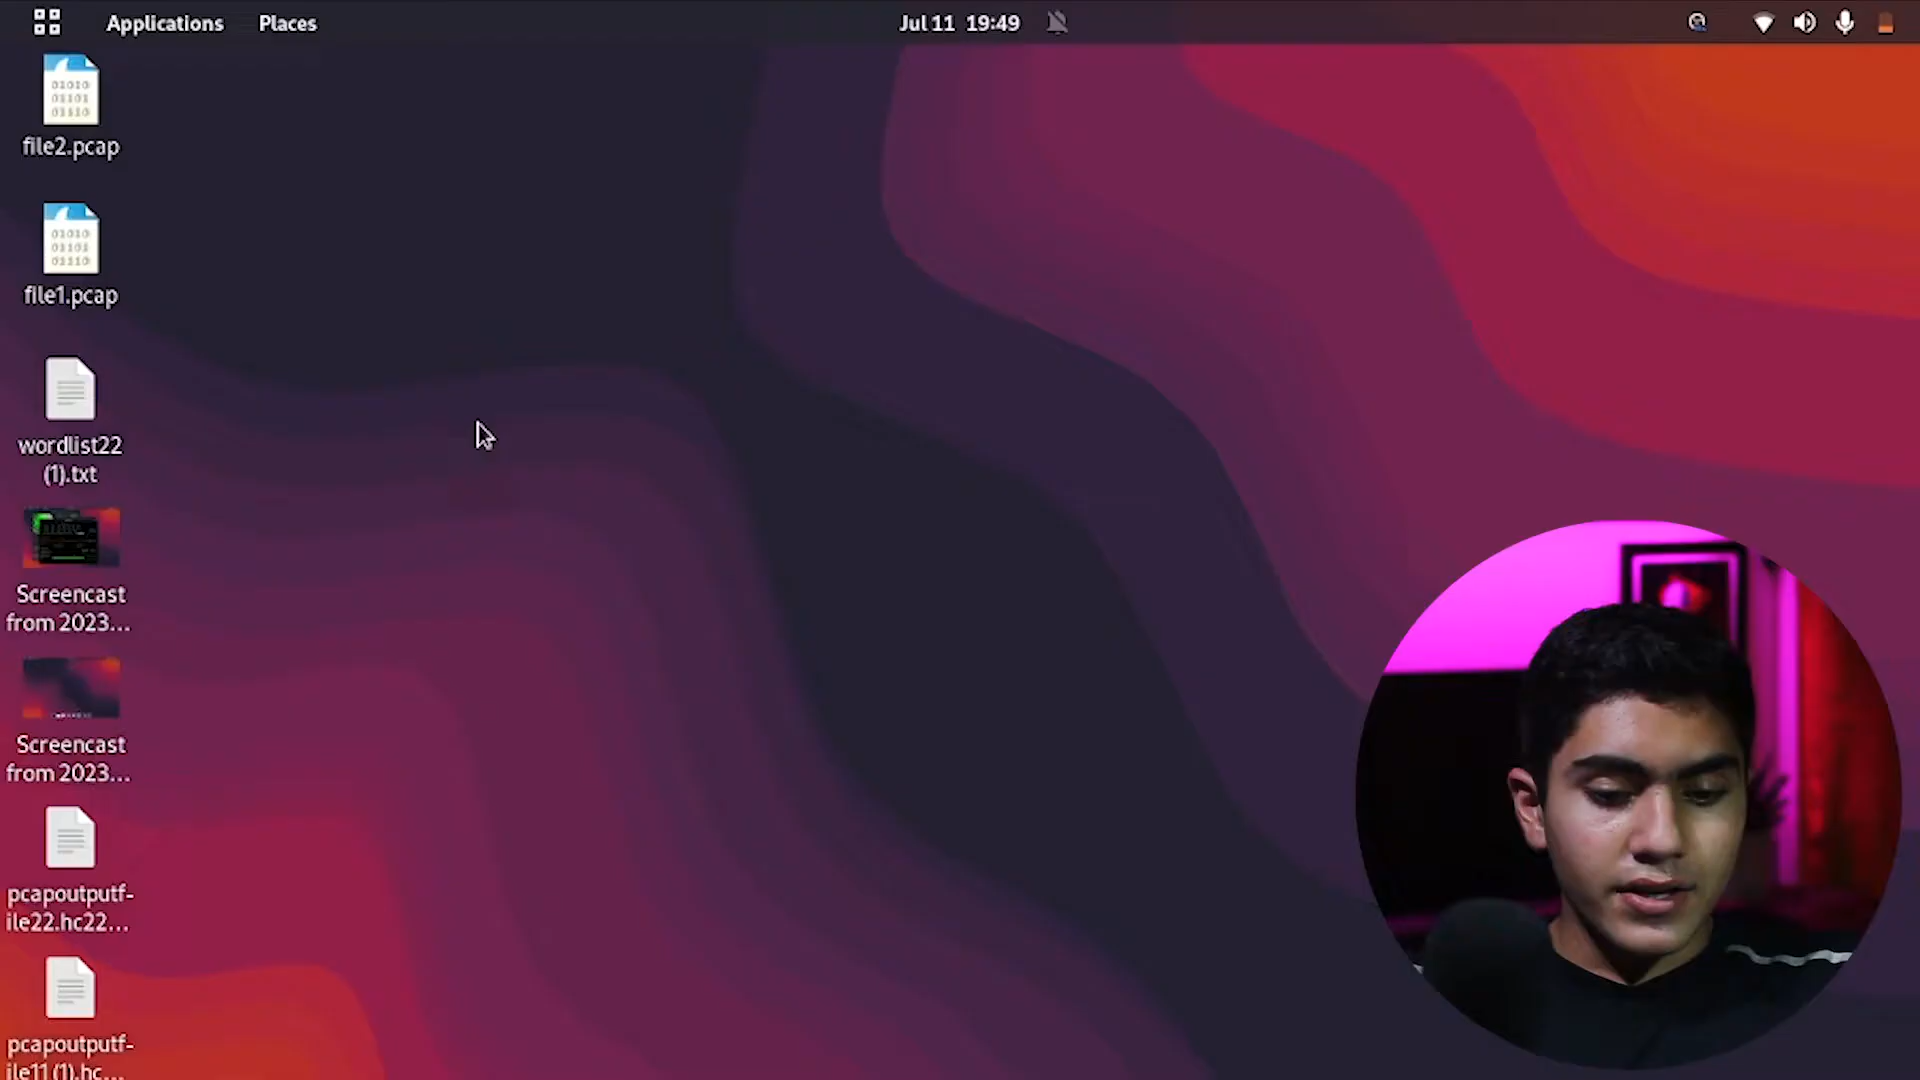 Applications Places Jul 11 19:49
file2.pcap
file1.pcap
wordlist22
(1).txt
Screencast
from 2023...
Screencast
from 2023...
pcapoutputf-
ile22.hc22...
pcapoutputf-
ile11 (1).hc...